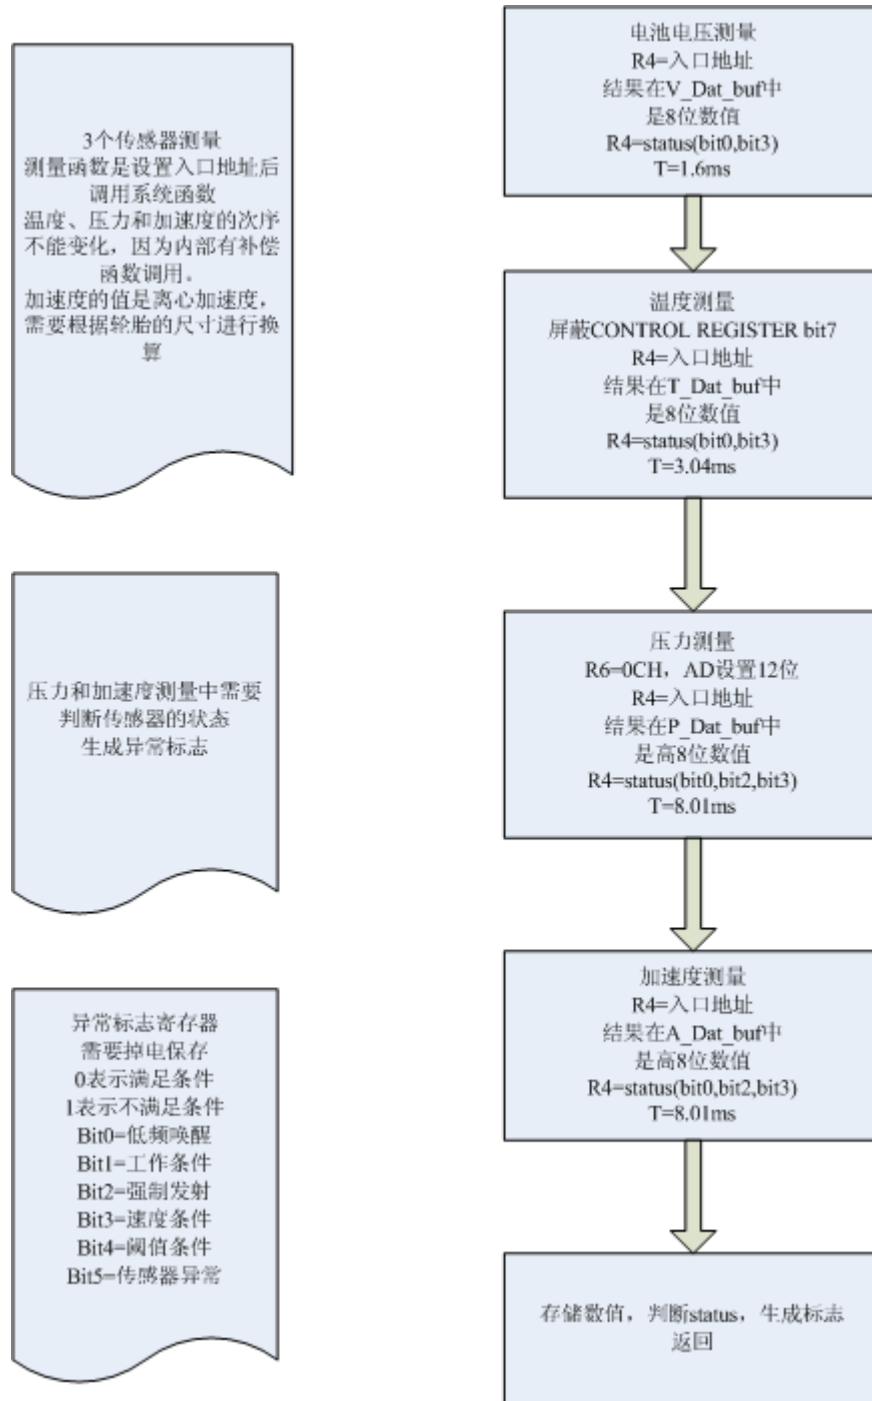 3个传感器测量
测量函数是设置入口地址后
调用系统函数
温度、压力和加速度的次序
不能变化，因为内部有补偿
函数调用。
加速度的值是离心加速度，
需要根据轮胎的尺寸进行换
算
压力和加速度测量中需要
判断传感器的状态
生成异常标志
异常标志寄存器
需要掉电保存
0表示满足条件
1表示不满足条件
Bit0=低频唤醒
Bit1=工作条件
Bit2=强制发射
Bit3=速度条件
Bit4=阈值条件
Bit5=传感器异常
电池电压测量
R4=入口地址
结果在V_Dat_buf中
是8位数值
R4=status(bit0,bit3)
T=1.6ms
温度测量
屏蔽CONTROL REGISTER bit7
R4=入口地址
结果在T_Dat_buf中
是8位数值
R4=status(bit0,bit3)
T=3.04ms
压力测量
R6=0CH，AD设置12位
R4=入口地址
结果在P_Dat_buf中
是高8位数值
R4=status(bit0,bit2,bit3)
T=8.01ms
加速度测量
R4=入口地址
结果在A_Dat_buf中
是高8位数值
R4=status(bit0,bit2,bit3)
T=8.01ms
存储数值，判断status，生成标志
返回